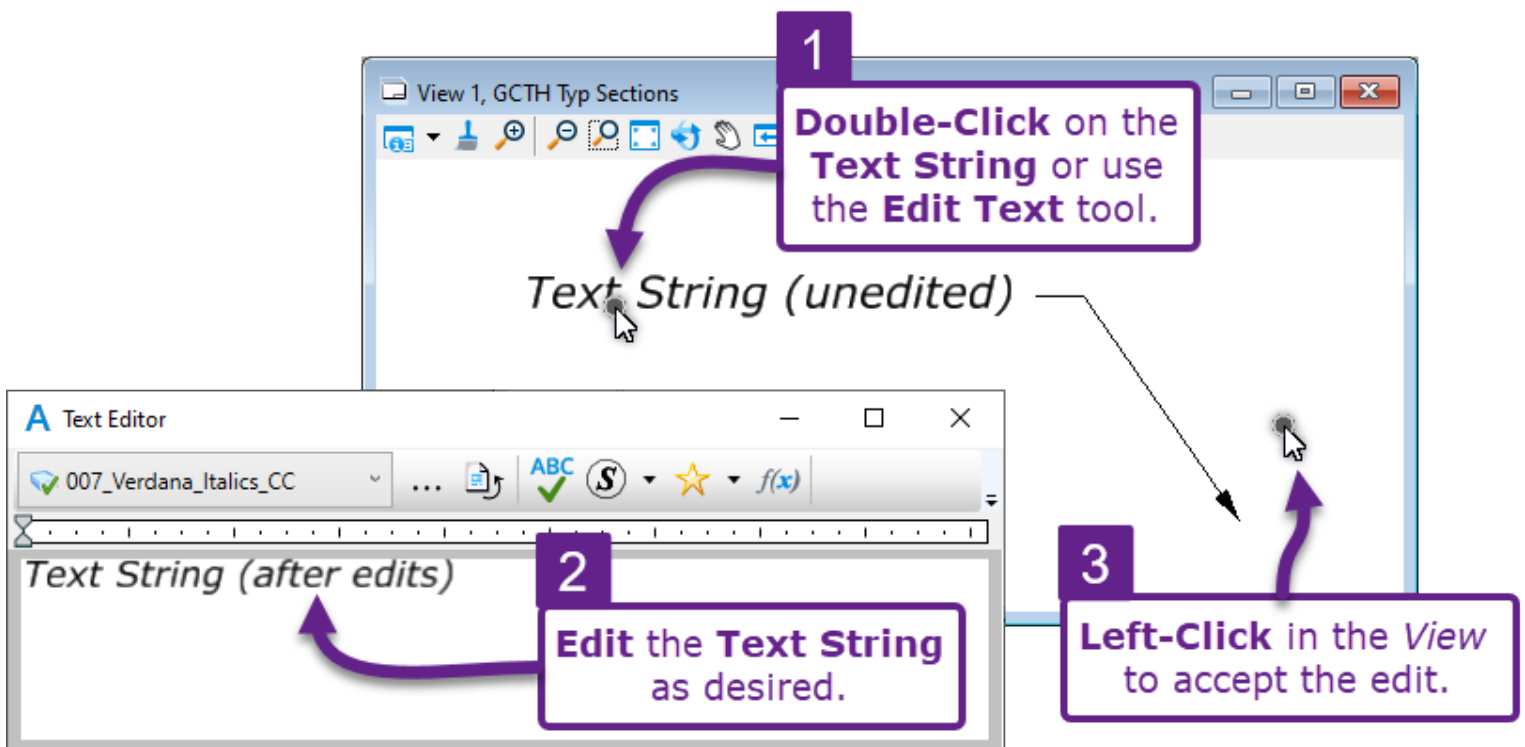 1
View 1, GCTH Typ Sections
Double-Click on the
Text String or use
the Edit Text tool.
Text String (unedited)
A Text Editor
007_Verdana_Italics_CC
... ABC S f(x)
Text String (after edits)
2
Edit the Text String
as desired.
3
Left-Click in the View
to accept the edit.